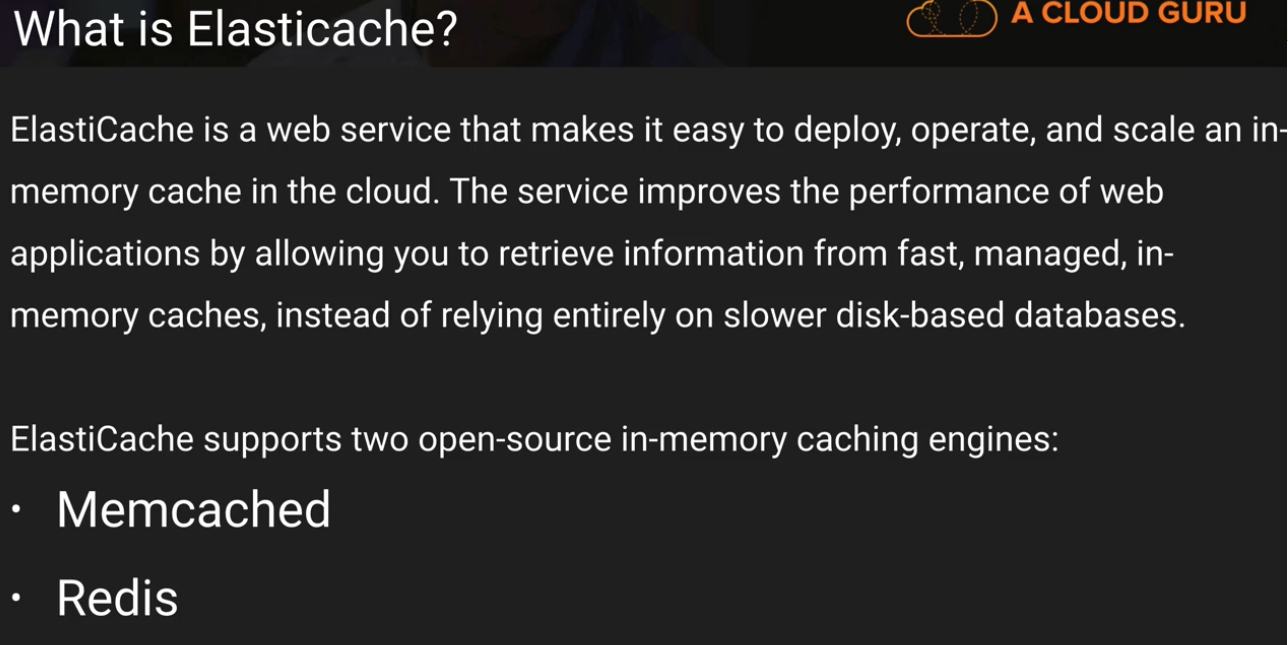 What is Elasticache?
A CLOUD GURU
ElastiCache is a web service that makes it easy to deploy, operate, and scale an in-
memory cache in the cloud. The service improves the performance of web
applications by allowing you to retrieve information from fast, managed, in-
memory caches, instead of relying entirely on slower disk-based databases.
ElastiCache supports two open-source in-memory caching engines:
• Memcached
• Redis